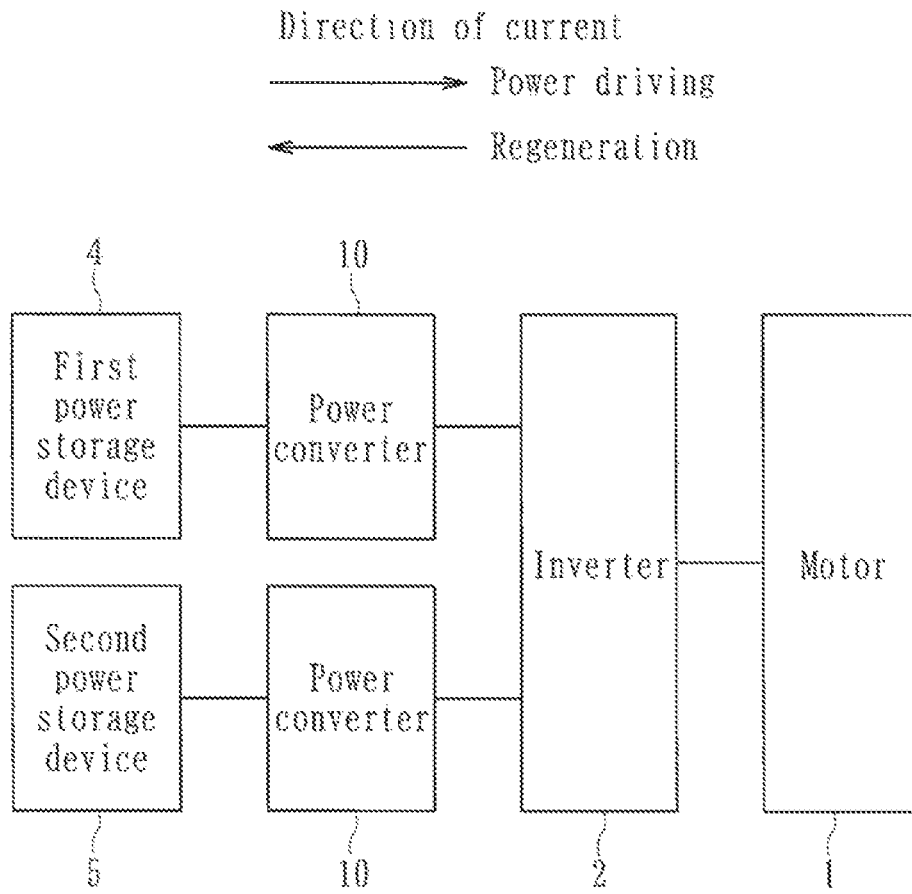 Direction of current
Power driving
Regeneration
4
10
First
power
storage
device
Power
converter
Inverter
Motor
Second
power
storage
device
Power
converter
5
10
2
1